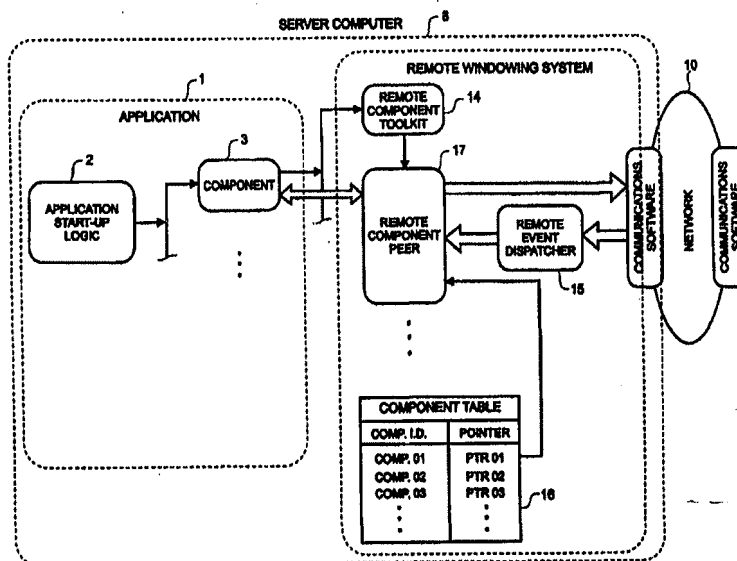 SERVER COMPUTER
8
REMOTE WINDOWING SYSTEM
10
1
APPLICATION
REMOTE
COMPONENT
TOOLKIT
14
2
3
17
APPLICATION
START-UP
LOGIC
COMPONENT
REMOTE
COMPONENT
PEER
REMOTE
EVENT
DISPATCHER
15
COMMUNICATIONS
SOFTWARE
NETWORK
COMMUNICATIONS
SOFTWARE
COMPONENT TABLE
COMP. I.D. POINTER
COMP. 01 PTR 01
COMP. 02 PTR 02
COMP. 03 PTR 03
16